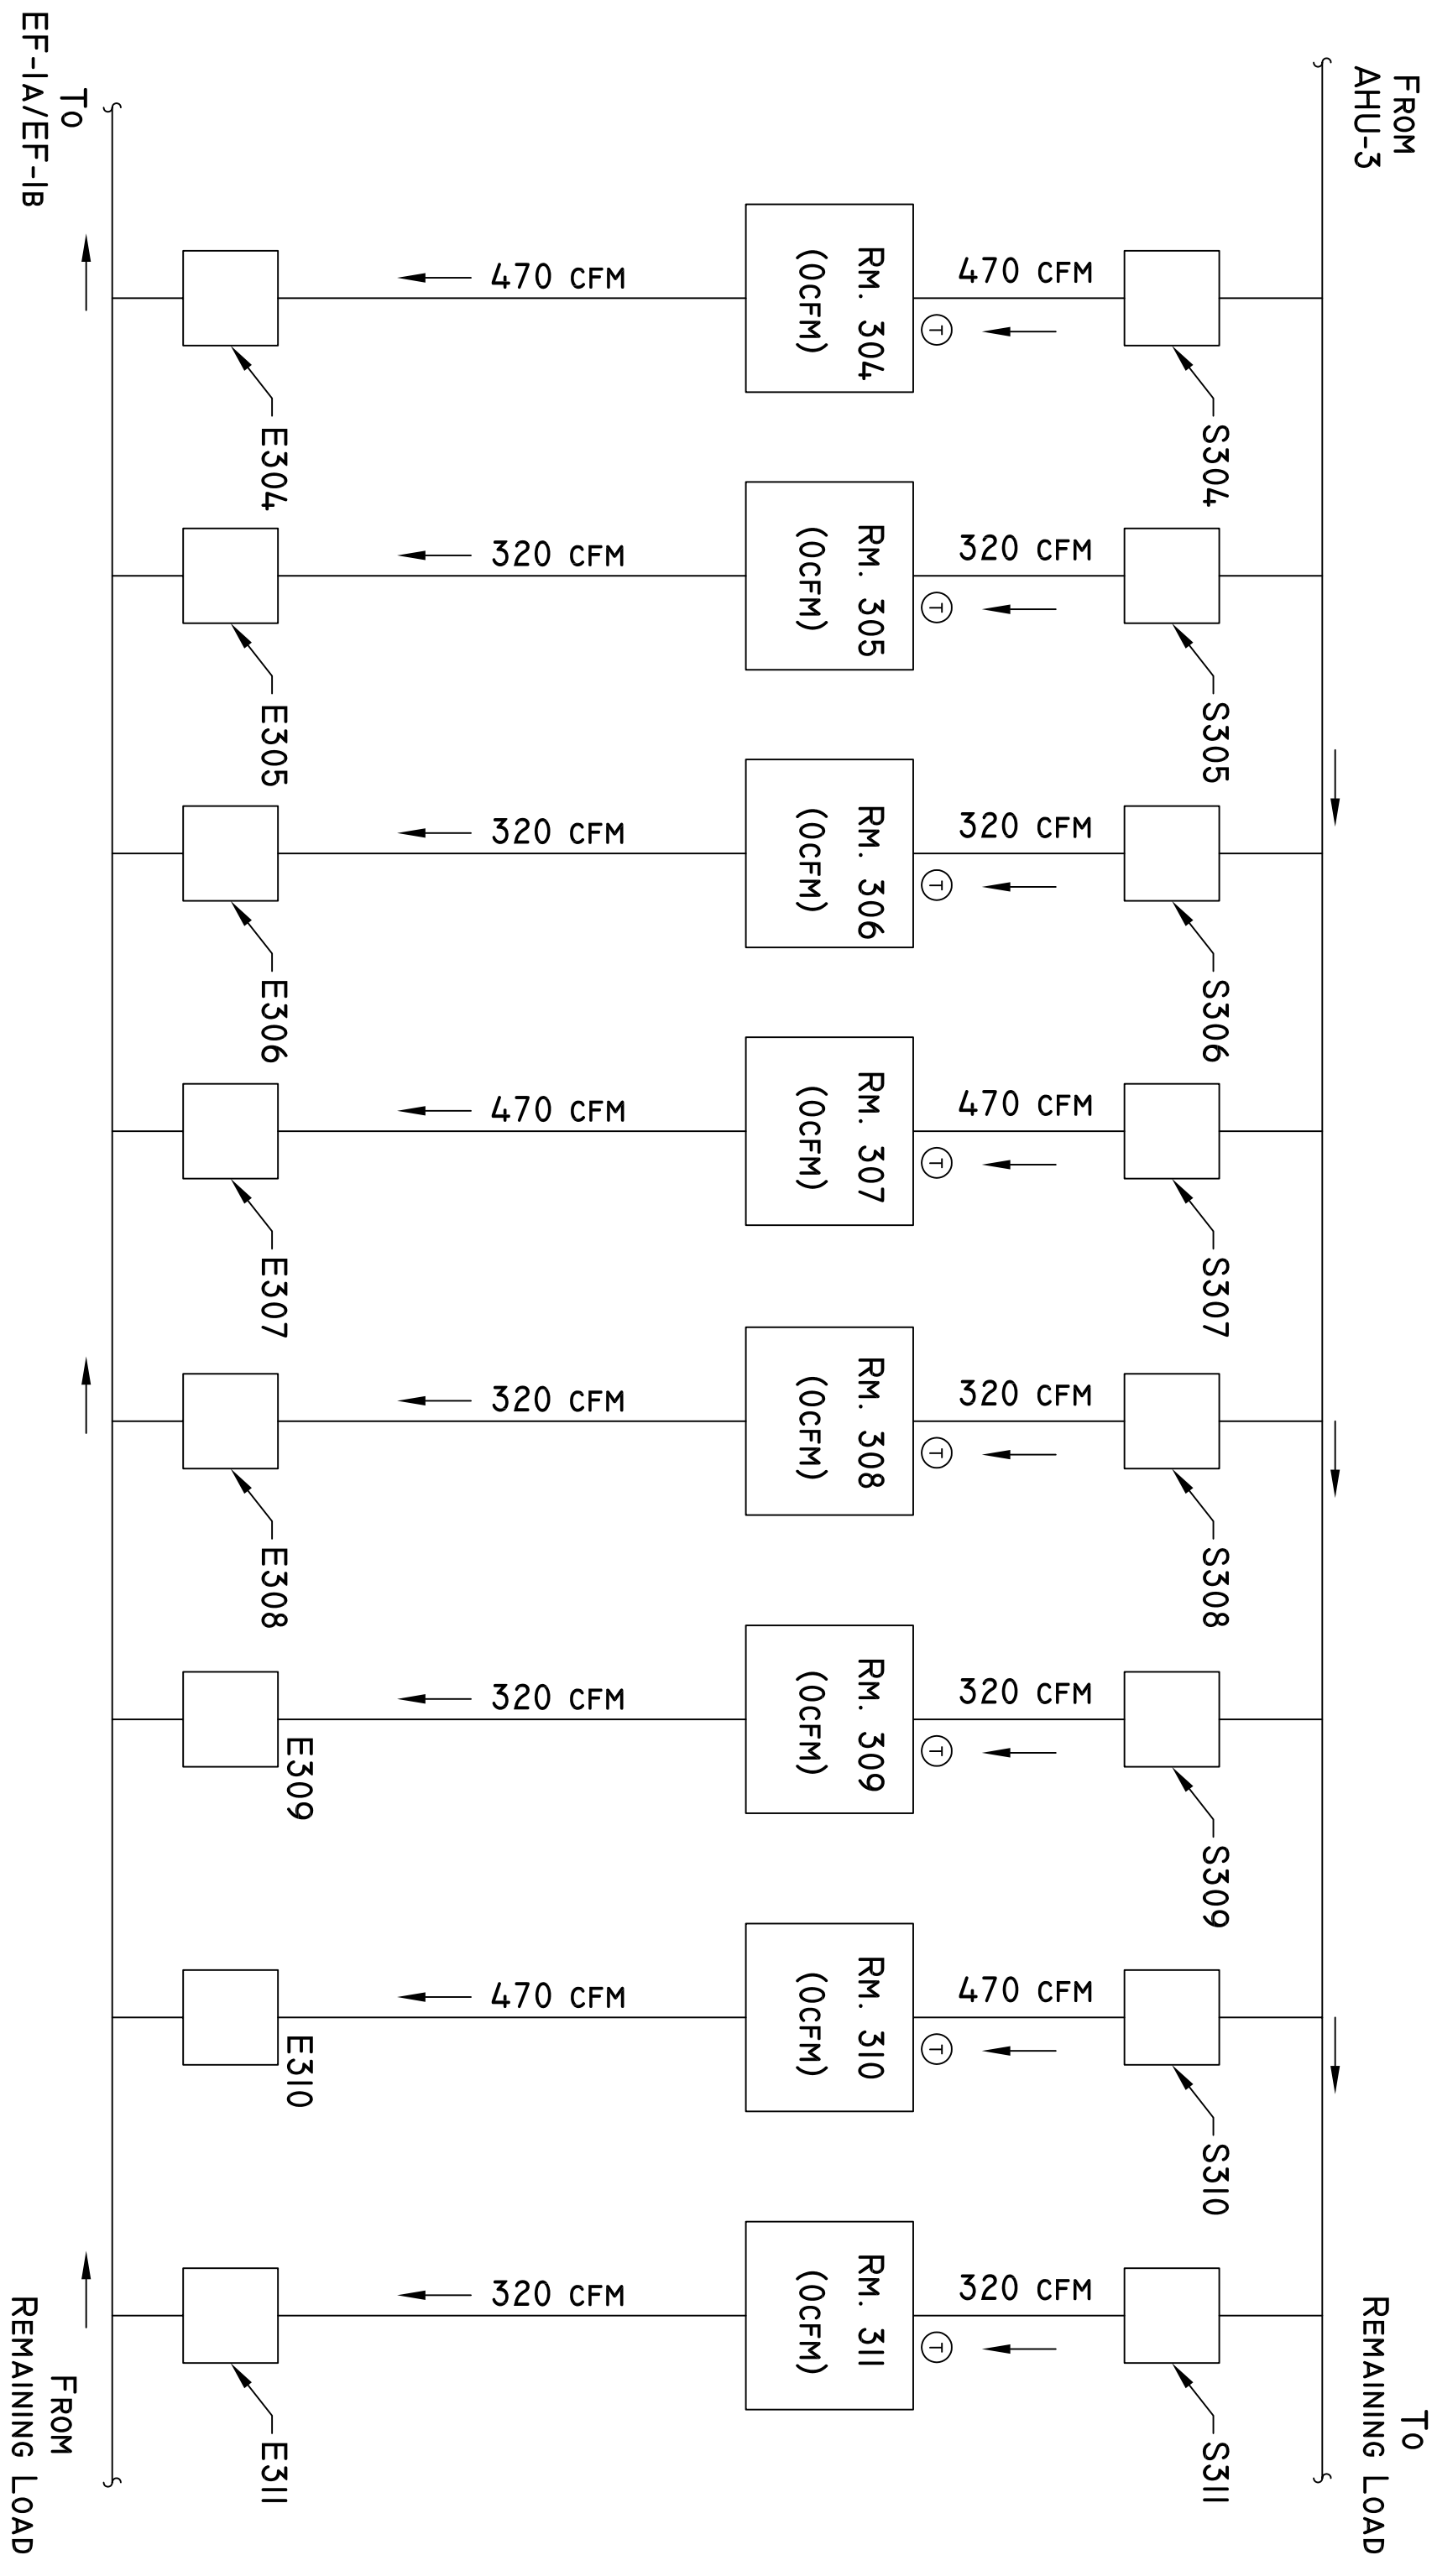 FROM
AHU-3
TO
REMAINING LOAD
S304
S305
S306
S307
S308
S309
S310
S311
470 CFM
320 CFM
320 CFM
470 CFM
320 CFM
320 CFM
470 CFM
320 CFM
T
T
T
T
T
T
T
T
RM. 304
(0CFM)
RM. 305
(0CFM)
RM. 306
(0CFM)
RM. 307
(0CFM)
RM. 308
(0CFM)
RM. 309
(0CFM)
RM. 310
(0CFM)
RM. 311
(0CFM)
470 CFM
320 CFM
320 CFM
470 CFM
320 CFM
320 CFM
470 CFM
320 CFM
E304
E305
E306
E307
E308
E309
E310
E311
TO
EF-1A/EF-1B
FROM
REMAINING LOAD